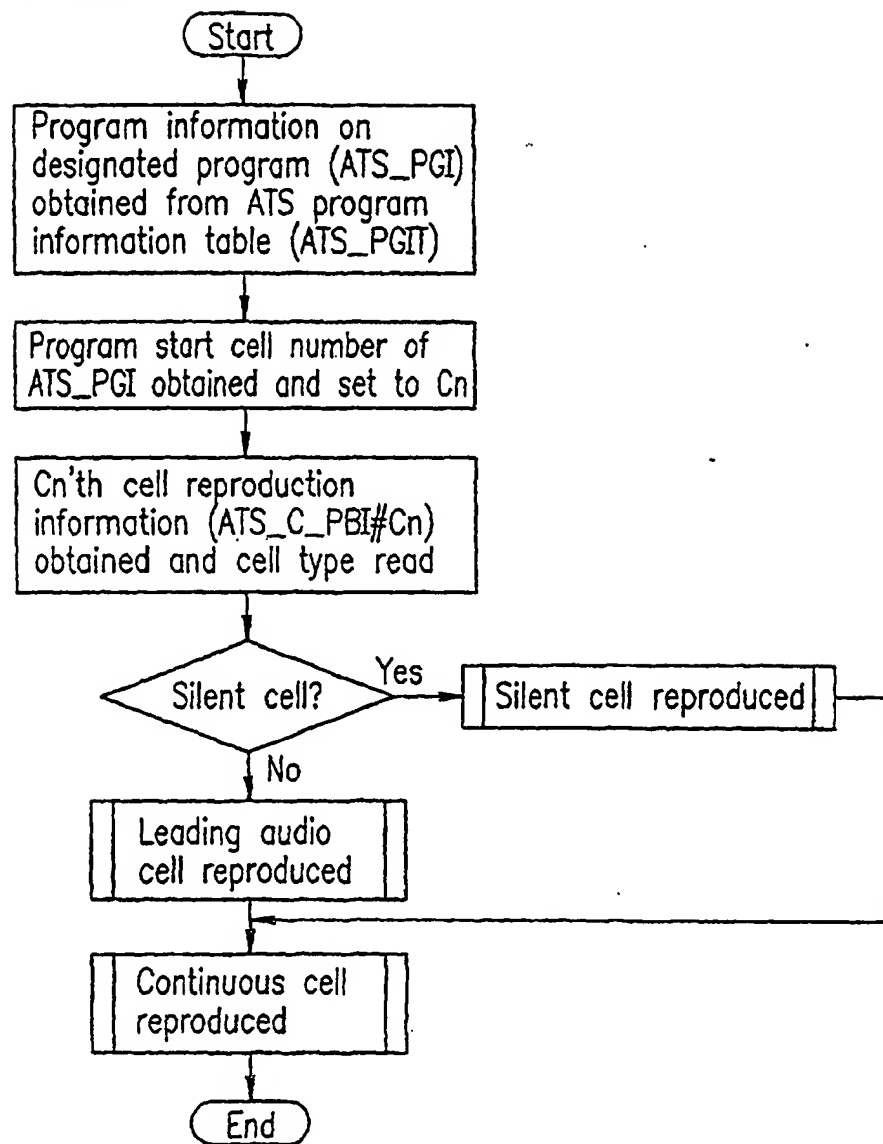 Start
Program information on
designated program (ATS_PGI)
obtained from ATS program
information table (ATS_PGIT)
Program start cell number of
ATS_PGI obtained and set to Cn
Cn'th cell reproduction
information (ATS_C_PBI#Cn)
obtained and cell type read
Silent cell?
Yes
Silent cell reproduced
No
Leading audio
cell reproduced
Continuous cell
reproduced
End